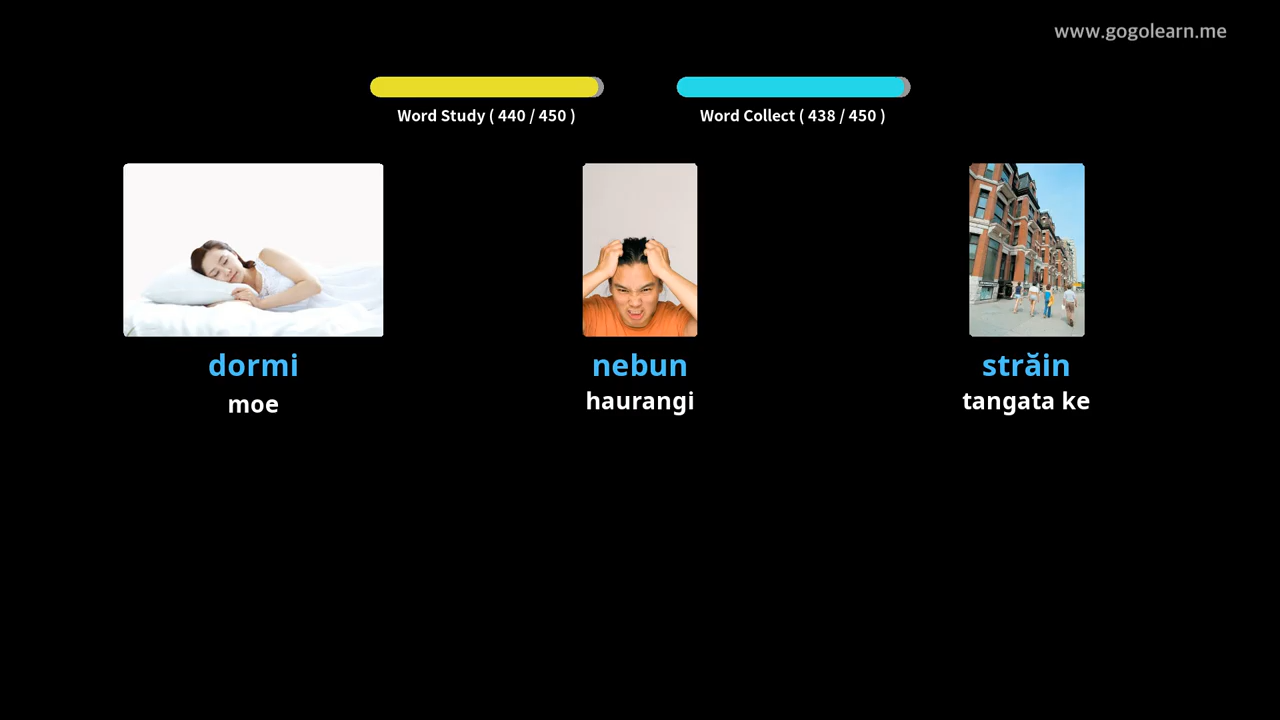 www.gogolearn.me
Word Study ( 440 / 450 )
Word Collect ( 438 / 450 )
dormi
nebun
străin
moe
haurangi
tangata ke